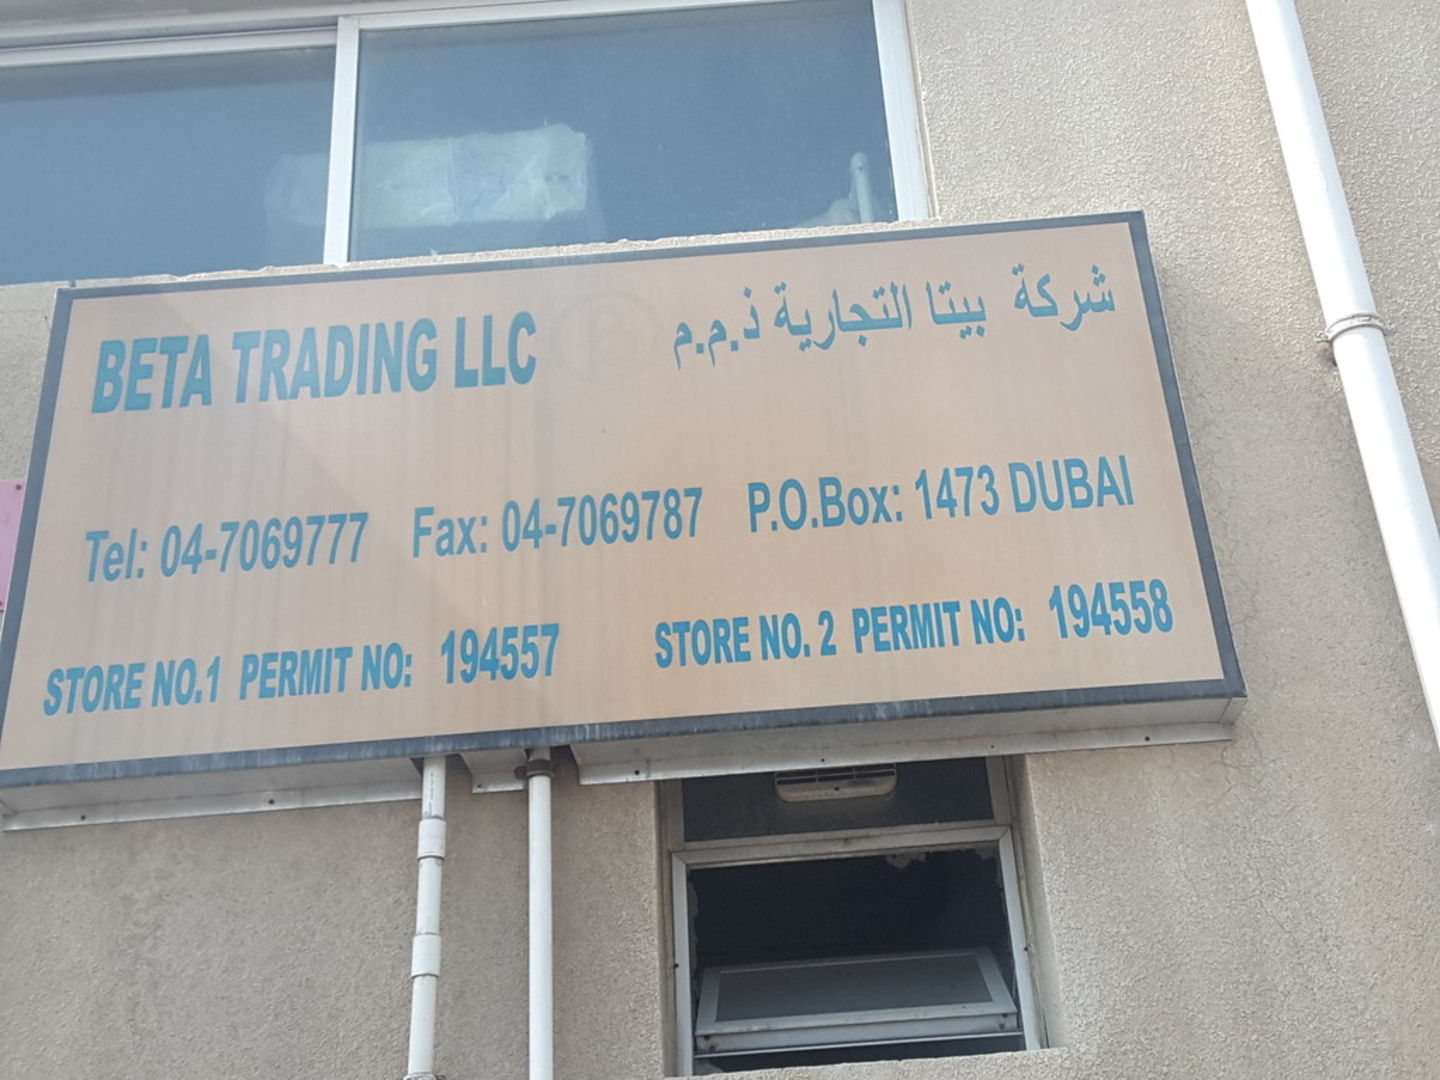 BETA TRADING LLC
شركة بيتا التجارية ذ.م.م
Tel: 04-7069777 Fax: 04-7069787 P.O.Box: 1473 DUBAI
STORE NO.1 PERMIT NO: 194557 STORE NO. 2 PERMIT NO: 194558